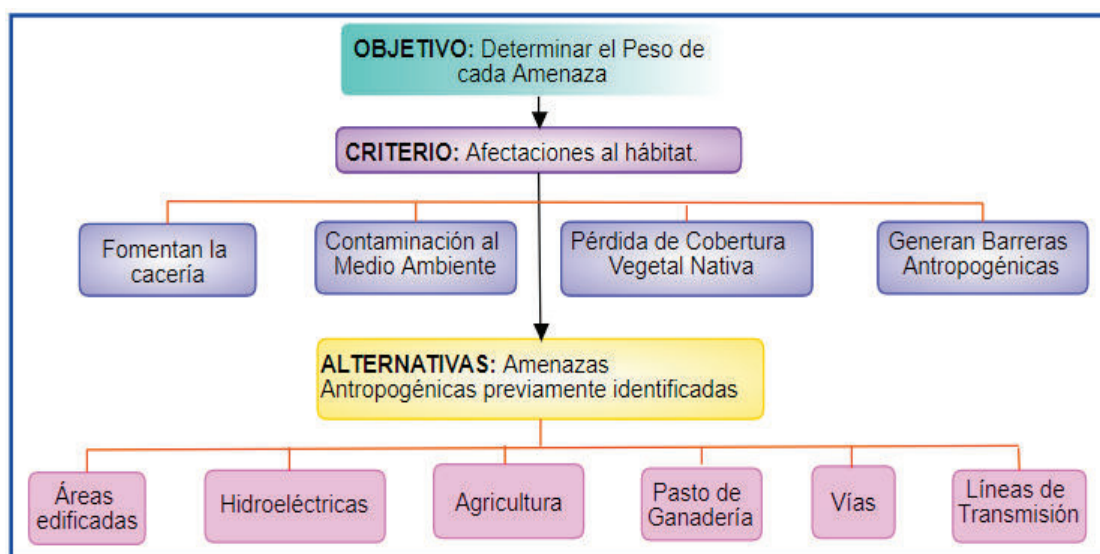 OBJETIVO: Determinar el Peso de
cada Amenaza
CRITERIO: Afectaciones al hábitat.
Fomentan la
cacería
Contaminación al
Medio Ambiente
Pérdida de Cobertura
Vegetal Nativa
Generan Barreras
Antropogénicas
ALTERNATIVAS: Amenazas
Antropogénicas previamente identificadas
Áreas
edificadas
Hidroeléctricas
Agricultura
Pasto de
Ganadería
Vías
Líneas de
Transmisión